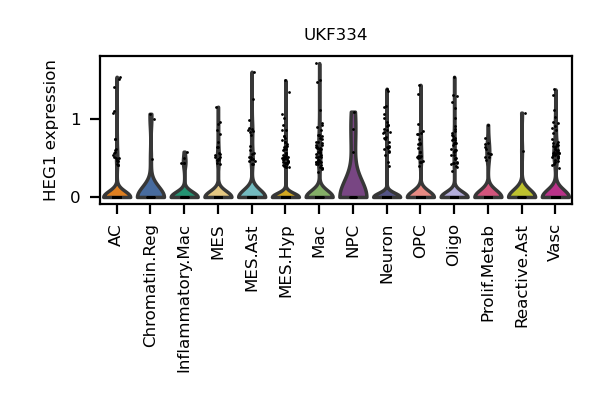 UKF334
HEG1 expression
1
0
AC
Chromatin.Reg
Inflammatory.Mac
MES
MES.Ast
MES.Hyp
Mac
NPC
Neuron
OPC
Oligo
Prolif.Metab
Reactive.Ast
Vasc